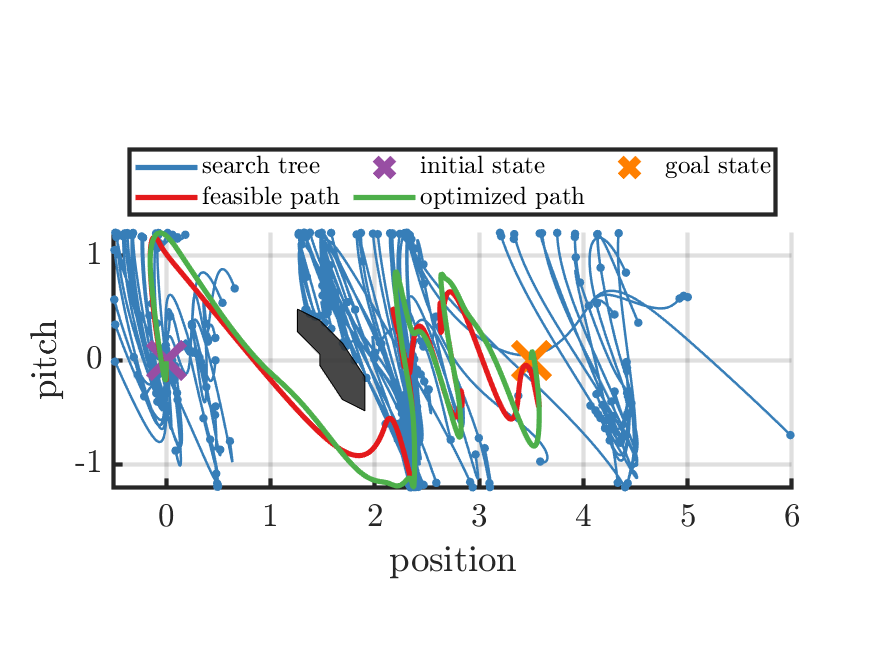 search tree initial state goal state
feasible path optimized path
1
0
-1
pitch
0 1 2 3 4 5 6
position